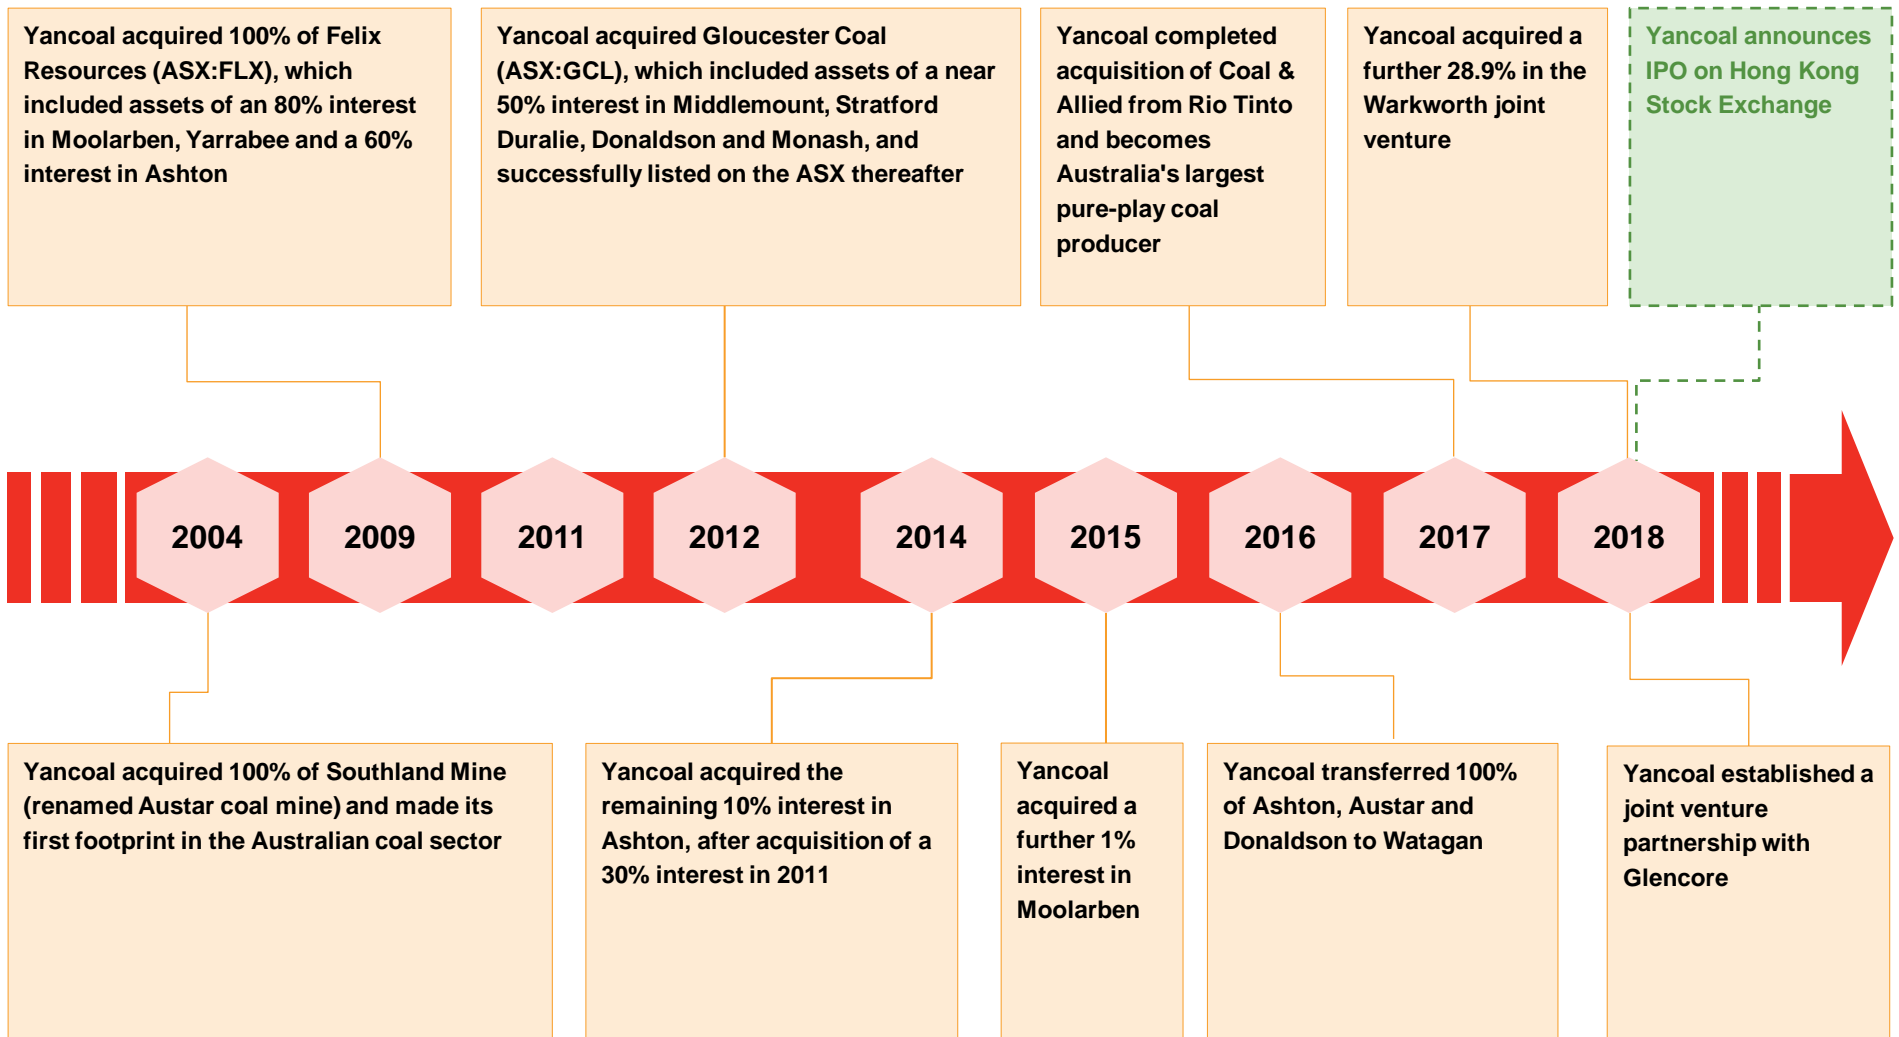 Yancoal acquired 100% of Felix
Resources (ASX:FLX), which
included assets of an 80% interest
in Moolarben, Yarrabee and a 60%
interest in Ashton
Yancoal acquired Gloucester Coal
(ASX:GCL), which included assets of a near
50% interest in Middlemount, Stratford
Duralie, Donaldson and Monash, and
successfully listed on the ASX thereafter
Yancoal completed
acquisition of Coal &
Allied from Rio Tinto
and becomes
Australia's largest
pure-play coal
producer
Yancoal acquired a
further 28.9% in the
Warkworth joint
venture
Yancoal announces
IPO on Hong Kong
Stock Exchange
2004
2009
2011
2012
2014
2015
2016
2017
2018
Yancoal acquired 100% of Southland Mine
(renamed Austar coal mine) and made its
first footprint in the Australian coal sector
Yancoal acquired the
remaining 10% interest in
Ashton, after acquisition of a
30% interest in 2011
Yancoal
acquired a
further 1%
interest in
Moolarben
Yancoal transferred 100%
of Ashton, Austar and
Donaldson to Watagan
Yancoal established a
joint venture
partnership with
Glencore